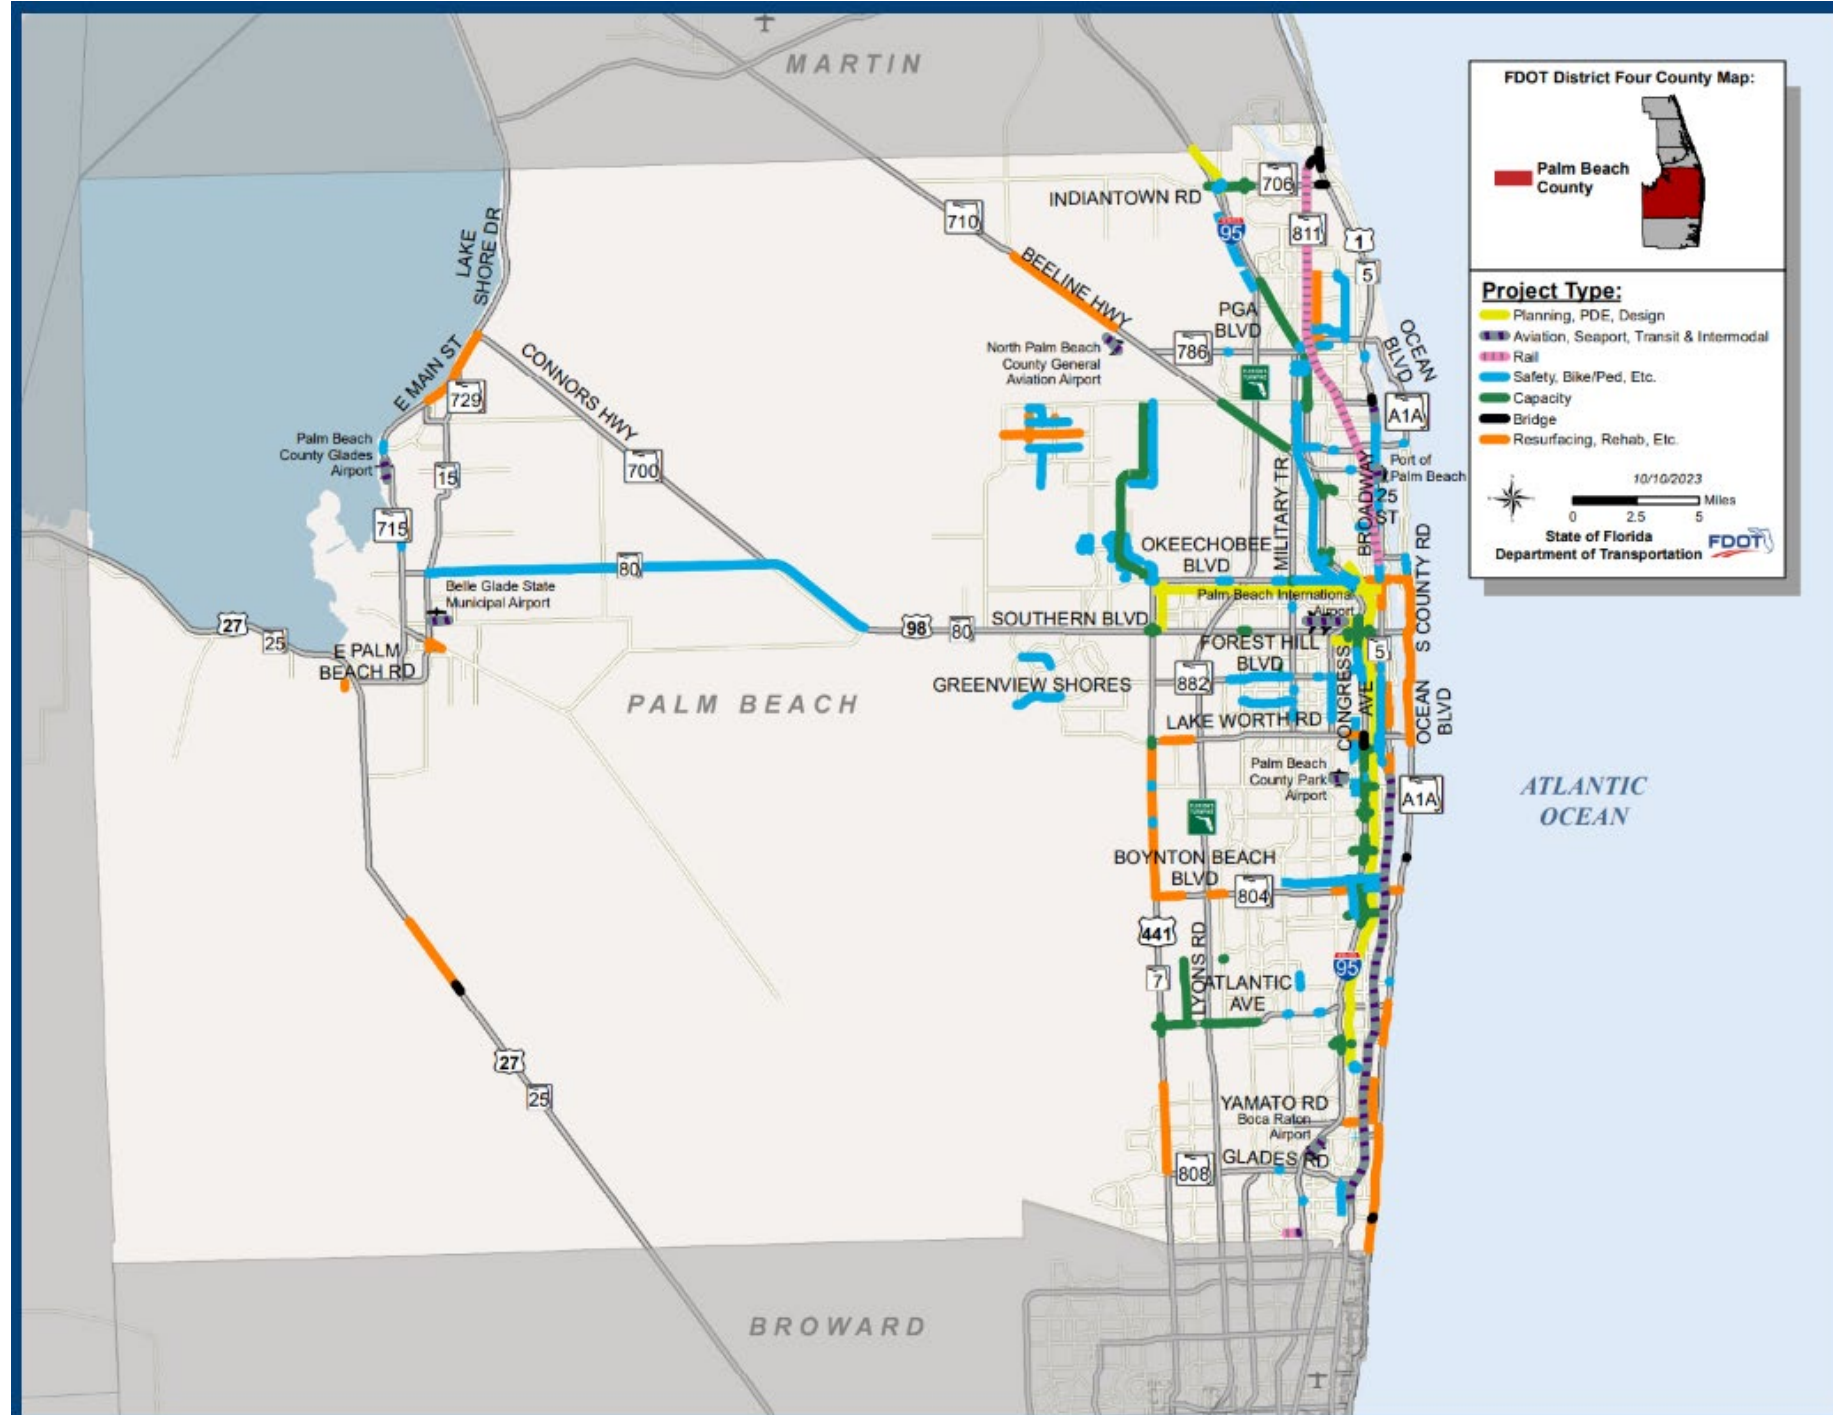 MARTIN
FDOT District Four County Map:
Palm Beach
County
Project Type:
Planning, PDE, Design
Aviation, Seaport, Transit & Intermodal
Rail
Safety, Bike/Ped, Etc.
Capacity
Bridge
Resurfacing, Rehab, Etc.
10/10/2023
Miles
0 2.5 5
State of Florida
Department of Transportation
FDOT
INDIANTOWN RD
706
710
95
811
1
5
LAKE
SHORE DR
BEELINE HWY
PGA
BLVD
OCEAN
BLVD
North Palm Beach
County General
Aviation Airport
786
E MAIN ST
CONNORS HWY
729
A1A
Palm Beach
County Glades
Airport
15
700
MILITARY TR
BROADWAY
Port of
Palm Beach
25
ST
715
OKEECHOBEE
BLVD
80
Belle Glade State
Municipal Airport
Palm Beach International
Airport
S COUNTY RD
27
25
98
80
SOUTHERN BLVD
FOREST HILL
BLVD
5
E PALM
BEACH RD
GREENVIEW SHORES
882
PALM BEACH
CONGRESS
AVE
OCEAN
BLVD
LAKE WORTH RD
Palm Beach
County Park
Airport
A1A
ATLANTIC
OCEAN
BOYNTON BEACH
BLVD
804
441
LYONS RD
95
7
ATLANTIC
AVE
27
25
YAMATO RD
Boca Raton
Airport
GLADES RD
808
BROWARD